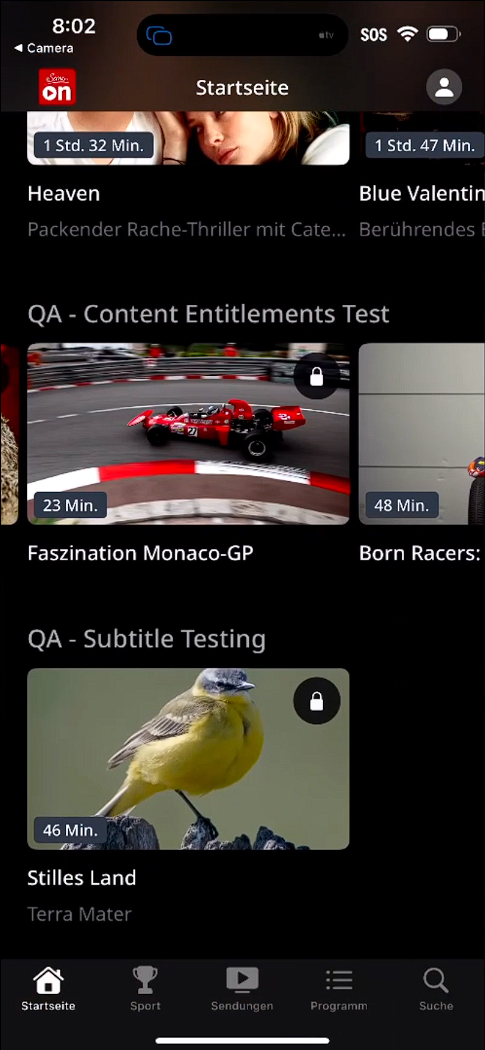 8:02
tv
SOS
◀ Camera
Servus
on
Startseite
1 Std. 32 Min.
1 Std. 47 Min.
Heaven
Blue Valentin
Packender Rache-Thriller mit Cate...
Berührendes
QA - Content Entitlements Test
21
23 Min.
48 Min.
Faszination Monaco-GP
Born Racers:
QA - Subtitle Testing
46 Min.
Stilles Land
Terra Mater
Startseite
Sport
Sendungen
Programm
Suche